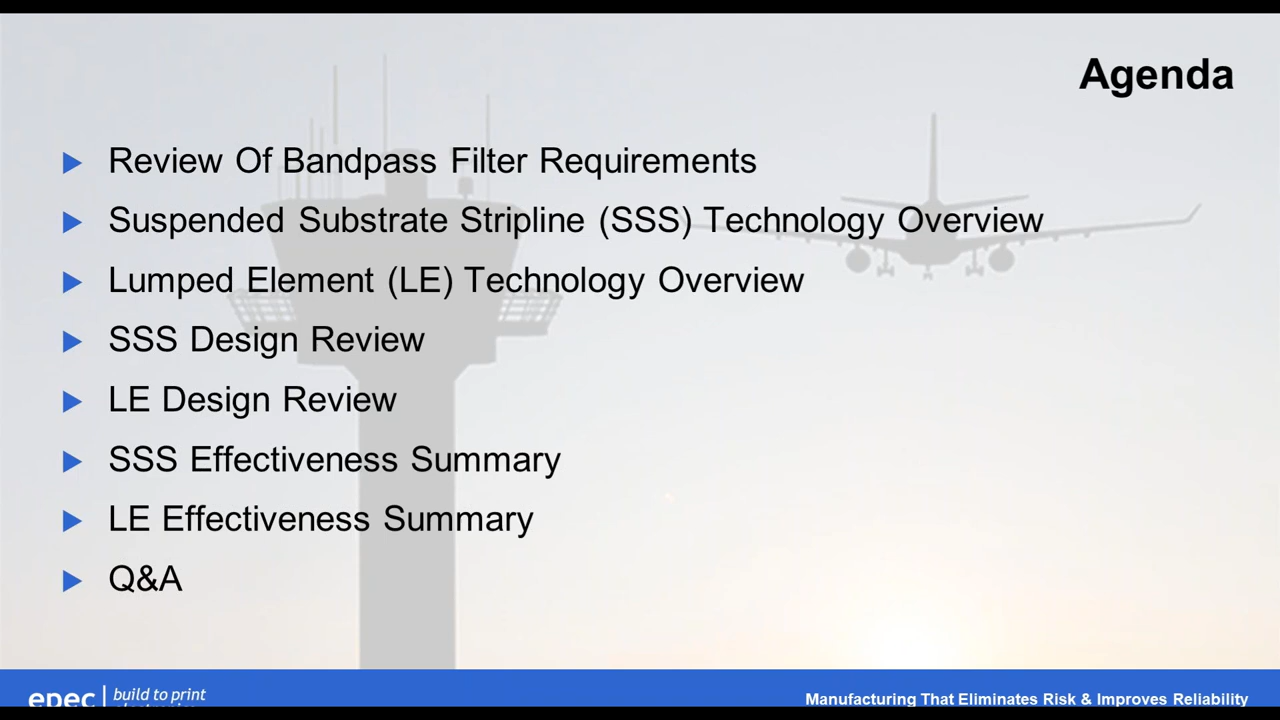 Agenda
Review Of Bandpass Filter Requirements
Suspended Substrate Stripline (SSS) Technology Overview
Lumped Element (LE) Technology Overview
SSS Design Review
LE Design Review
SSS Effectiveness Summary
LE Effectiveness Summary
Q&A
epec build to print
Manufacturing That Eliminates Risk & Improves Reliability